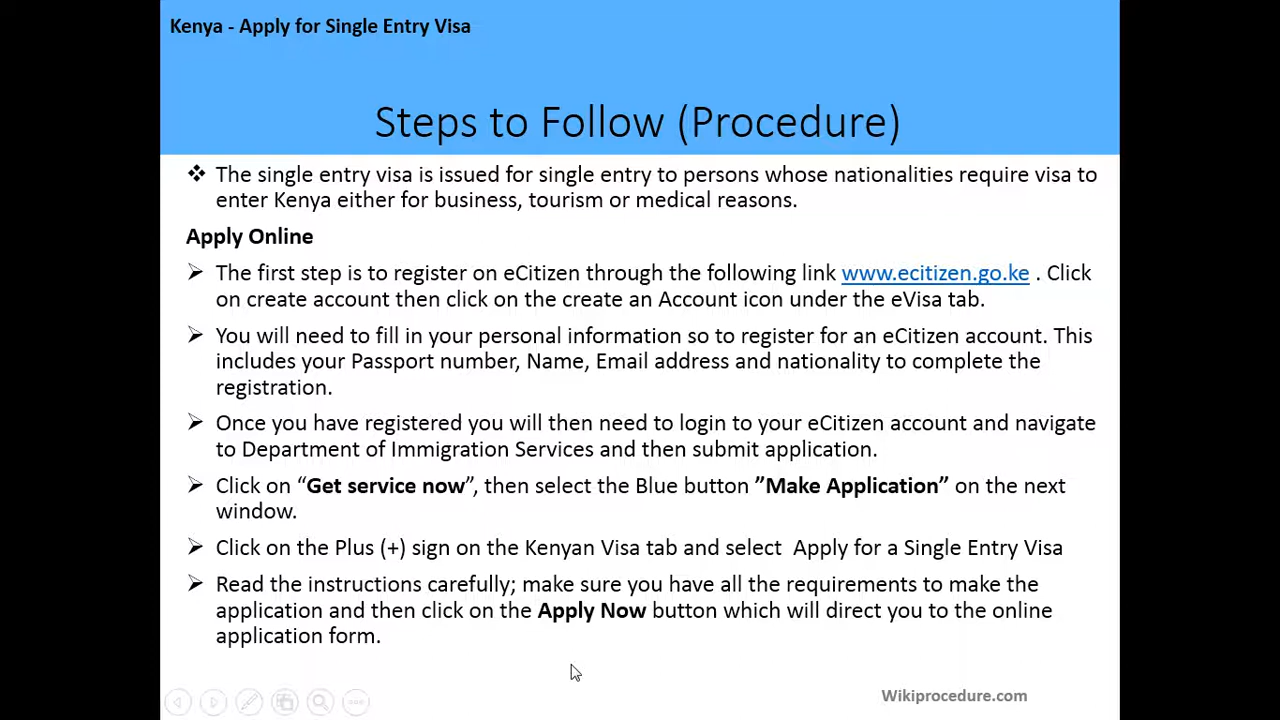 Kenya - Apply for Single Entry Visa
Steps to Follow (Procedure)
❖ The single entry visa is issued for single entry to persons whose nationalities require visa to
enter Kenya either for business, tourism or medical reasons.
Apply Online
➢ The first step is to register on eCitizen through the following link www.ecitizen.go.ke . Click
on create account then click on the create an Account icon under the eVisa tab.
➢ You will need to fill in your personal information so to register for an eCitizen account. This
includes your Passport number, Name, Email address and nationality to complete the
registration.
➢ Once you have registered you will then need to login to your eCitizen account and navigate
to Department of Immigration Services and then submit application.
➢ Click on “Get service now”, then select the Blue button ”Make Application” on the next
window.
➢ Click on the Plus (+) sign on the Kenyan Visa tab and select  Apply for a Single Entry Visa
➢ Read the instructions carefully; make sure you have all the requirements to make the
application and then click on the Apply Now button which will direct you to the online
application form.
Wikiprocedure.com